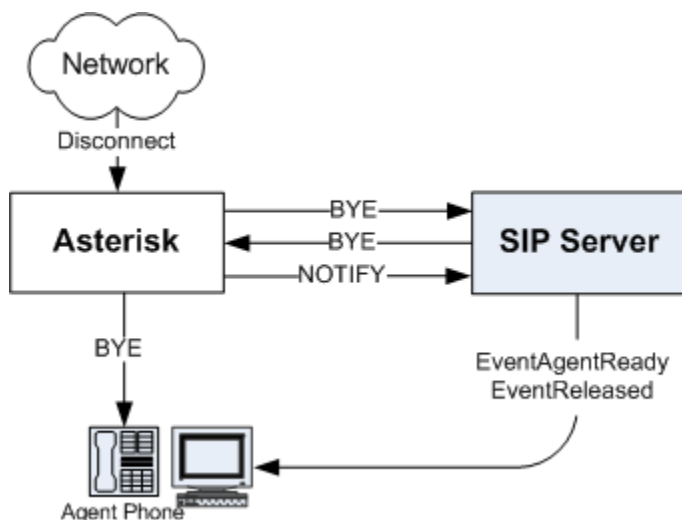 Network
Disconnect
Asterisk
BYE
BYE
NOTIFY
SIP Server
BYE
EventAgentReady
EventReleased
Agent Phone